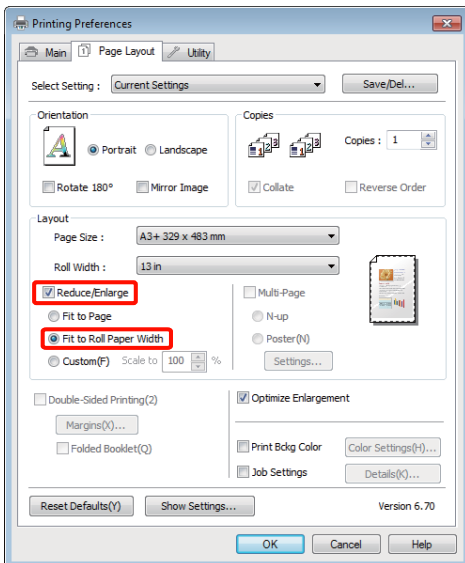 Printing Preferences
Main Page Layout Utility
Select Setting : Current Settings Save/Del...
Orientation Copies
Portrait Landscape Copies : 1
Rotate 180° Mirror Image Collate Reverse Order
Layout
Page Size : A3+ 329 x 483 mm
Roll Width : 13 in
Reduce/Enlarge Multi-Page
Fit to Page N-up
Fit to Roll Paper Width Poster(N)
Custom(F) Scale to 100 % Settings...
Double-Sided Printing(2) Optimize Enlargement
Margins(X)...
Folded Booklet(Q) Print Bckg Color Color Settings(H)...
Job Settings Details(K)...
Reset Defaults(Y) Show Settings... Version 6.70
OK Cancel Help